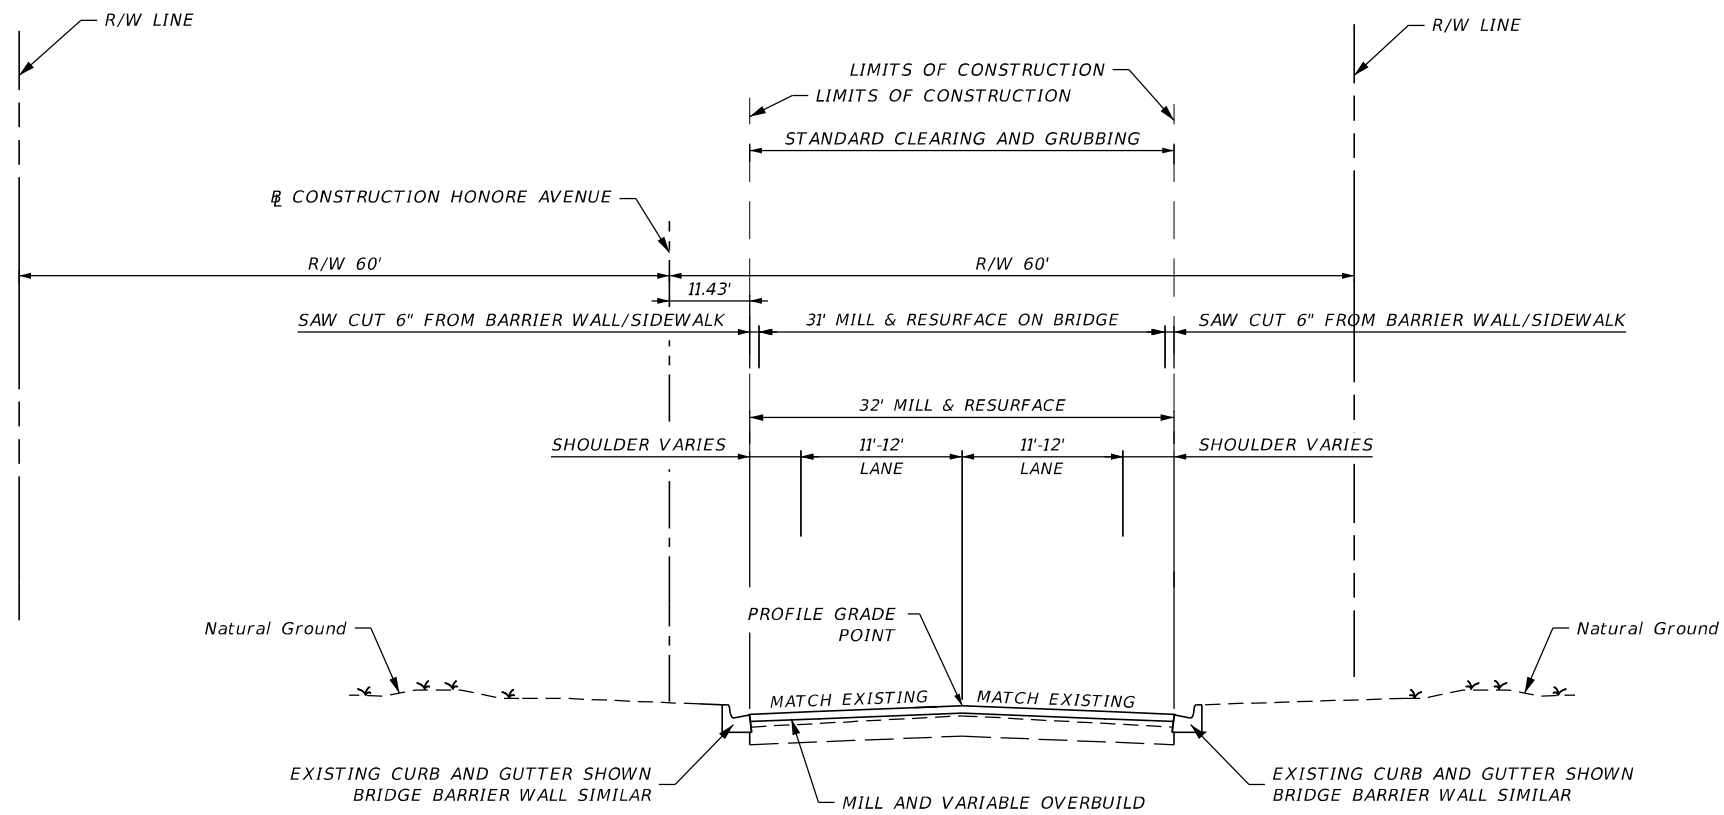 R/W LINE
R/W LINE
LIMITS OF CONSTRUCTION
LIMITS OF CONSTRUCTION
STANDARD CLEARING AND GRUBBING
℄ CONSTRUCTION HONORE AVENUE
R/W 60'
R/W 60'
11.43'
SAW CUT 6" FROM BARRIER WALL/SIDEWALK
31' MILL & RESURFACE ON BRIDGE
SAW CUT 6" FROM BARRIER WALL/SIDEWALK
32' MILL & RESURFACE
SHOULDER VARIES
11'-12'
LANE
11'-12'
LANE
SHOULDER VARIES
PROFILE GRADE
POINT
Natural Ground
Natural Ground
MATCH EXISTING
MATCH EXISTING
EXISTING CURB AND GUTTER SHOWN
BRIDGE BARRIER WALL SIMILAR
MILL AND VARIABLE OVERBUILD
EXISTING CURB AND GUTTER SHOWN
BRIDGE BARRIER WALL SIMILAR